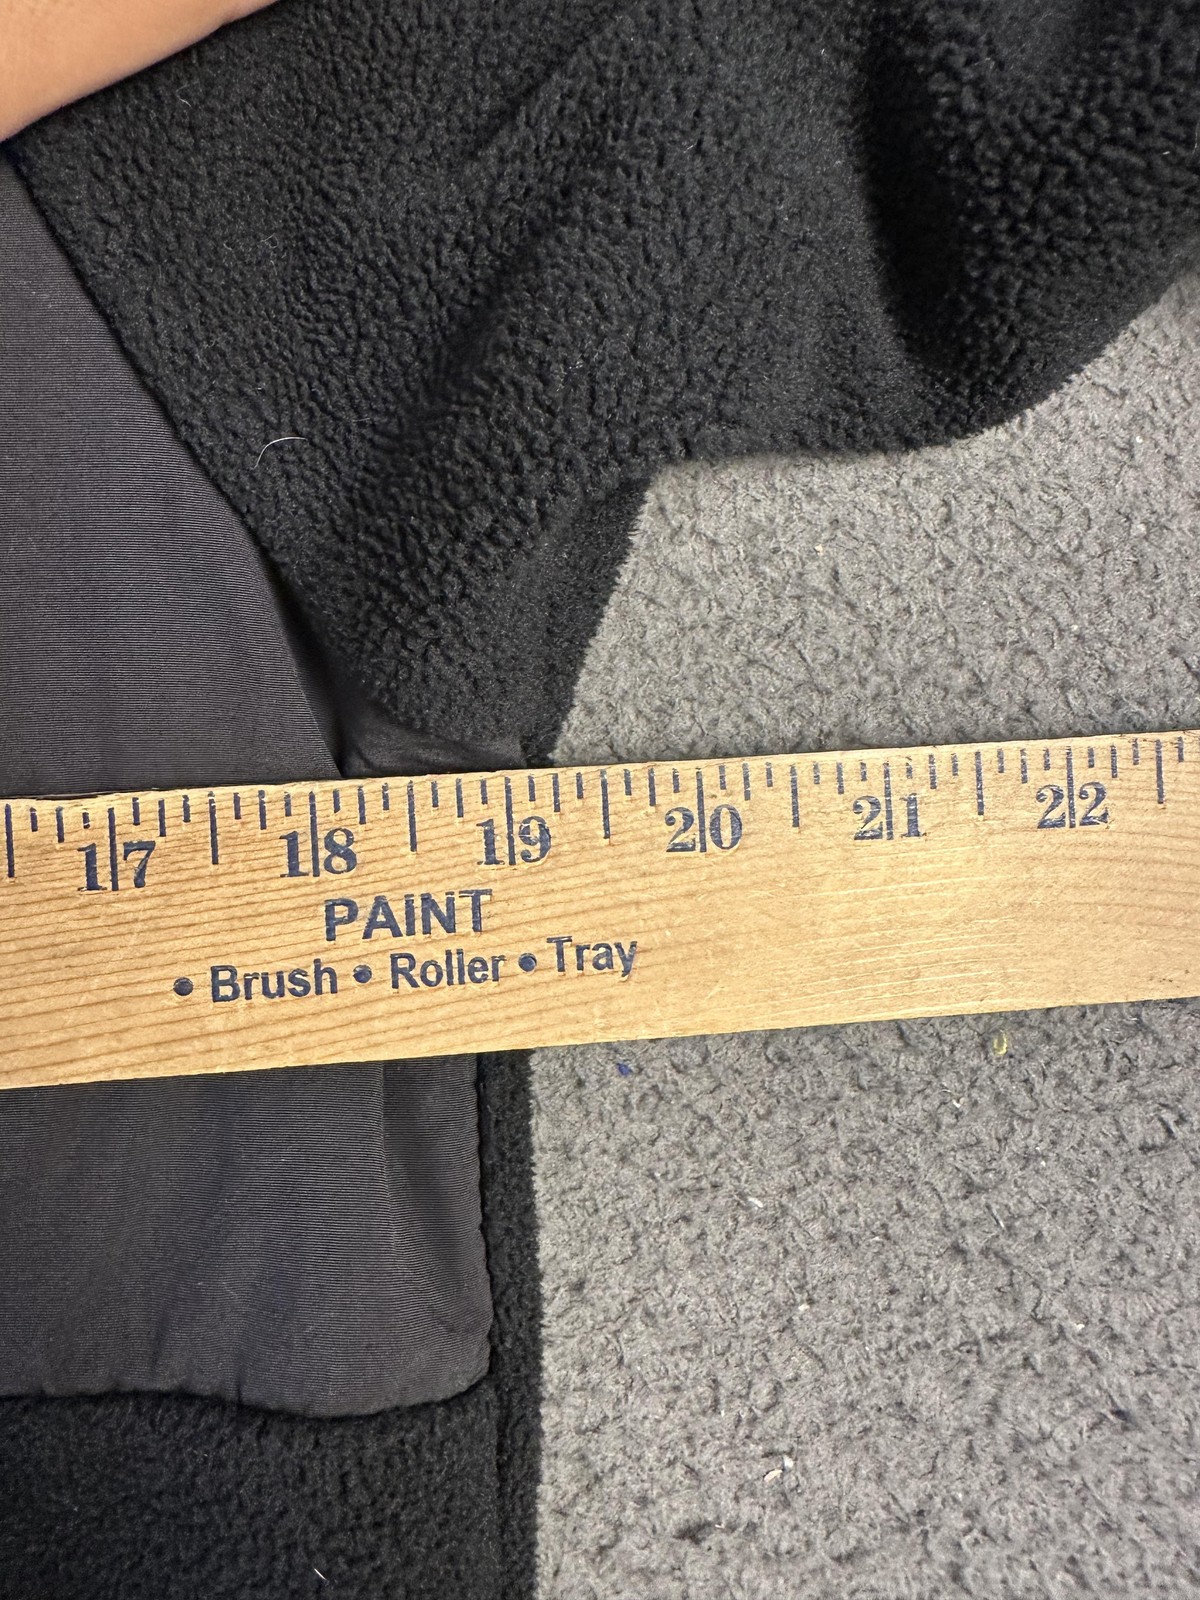 17 18 19 20 21 22
PAINT
• Brush • Roller • Tray